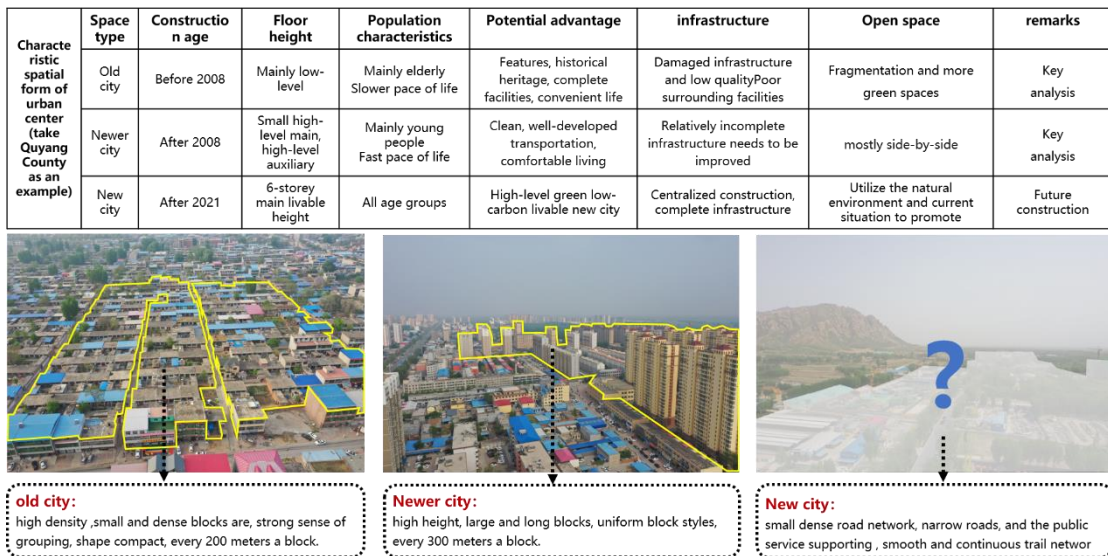 Characte
ristic
spatial
form of
urban
center
(take
Quyang
County
as an
example)
Space
type
Constructio
n age
Floor
height
Population
characteristics
Potential advantage
infrastructure
Open space
remarks
Old
city
Before 2008
Mainly low-
level
Mainly elderly
Slower pace of life
Features, historical
heritage, complete
facilities, convenient life
Damaged infrastructure
and low qualityPoor
surrounding facilities
Fragmentation and more
green spaces
Key
analysis
Newer
city
After 2008
Small high-
level main,
high-level
auxiliary
Mainly young
people
Fast pace of life
Clean, well-developed
transportation,
comfortable living
Relatively incomplete
infrastructure needs to be
improved
mostly side-by-side
Key
analysis
New
city
After 2021
6-storey
main livable
height
All age groups
High-level green low-
carbon livable new city
Centralized construction,
complete infrastructure
Utilize the natural
environment and current
situation to promote
Future
construction
?
old city:
high density ,small and dense blocks are, strong sense of
grouping, shape compact, every 200 meters a block.
Newer city:
high height, large and long blocks, uniform block styles,
every 300 meters a block.
New city:
small dense road network, narrow roads, and the public
service supporting , smooth and continuous trail networ